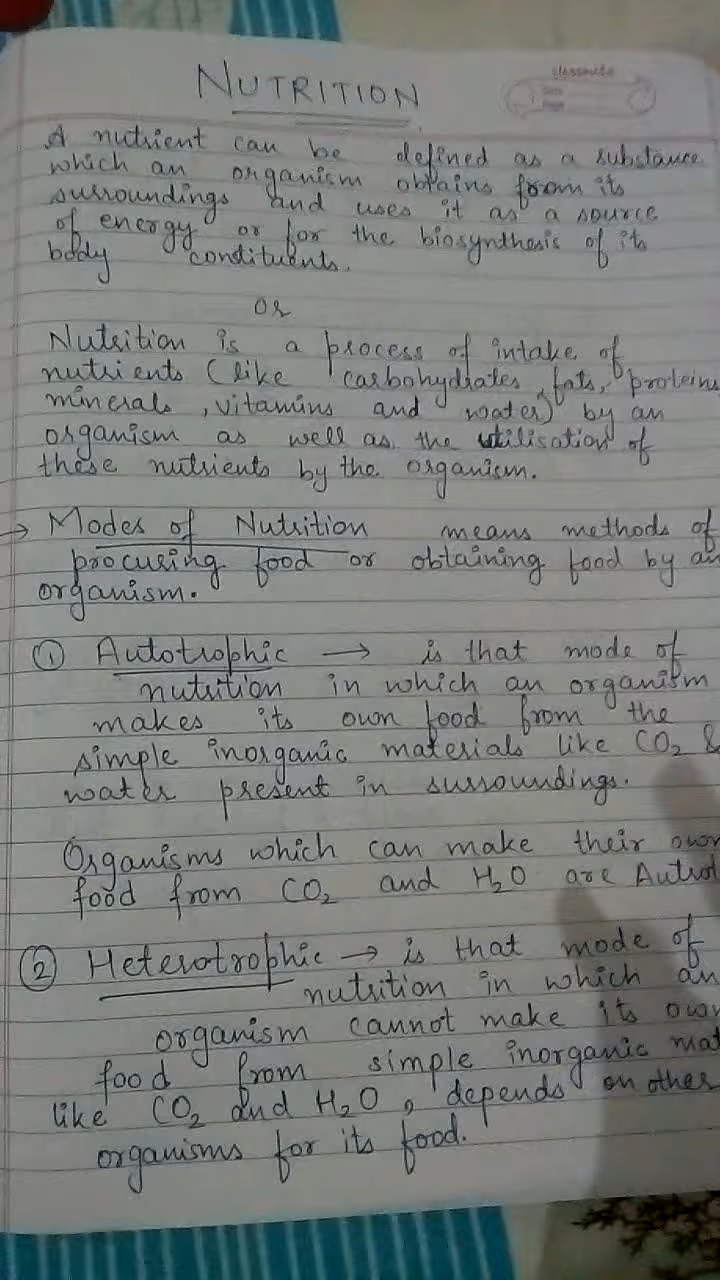 NUTRITION
classmate
Date
Page
A nutrient can be defined as a substance
which an organism obtains from its
surroundings and uses it as a source
of energy or for the biosynthesis of its
body constituents.
or
Nutrition is a process of intake of
nutrients (like carbohydrates, fats, proteins
minerals, vitamins and water) by an
organism as well as the utilisation of
these nutrients by the organism.
→ Modes of Nutrition means methods of
procuring food or obtaining food by an
organism.
① Autotrophic → is that mode of
nutrition in which an organism
makes its own food from the
simple inorganic materials like CO₂ &
water present in surroundings.
Organisms which can make their own
food from CO₂ and H₂O are Autot
② Heterotrophic → is that mode of
nutrition in which an
organism cannot make its own
food from simple inorganic mat
like CO₂ and H₂O, depends on other
organisms for its food.